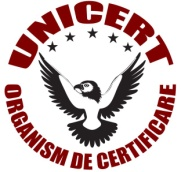 UNICERT
ORGANISM DE CERTIFICARE